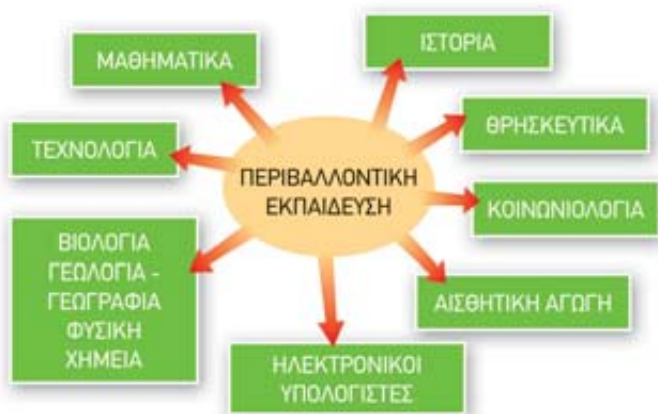 ΜΑΘΗΜΑΤΙΚΑ
ΙΣΤΟΡΙΑ
ΤΕΧΝΟΛΟΓΙΑ
ΘΡΗΣΚΕΥΤΙΚΑ
ΠΕΡΙΒΑΛΛΟΝΤΙΚΗ
ΕΚΠΑΙΔΕΥΣΗ
ΚΟΙΝΩΝΙΟΛΟΓΙΑ
ΒΙΟΛΟΓΙΑ
ΓΕΩΛΟΓΙΑ -
ΓΕΩΓΡΑΦΙΑ
ΦΥΣΙΚΗ
ΧΗΜΕΙΑ
ΑΙΣΘΗΤΙΚΗ ΑΓΩΓΗ
ΗΛΕΚΤΡΟΝΙΚΟΙ
ΥΠΟΛΟΓΙΣΤΕΣ